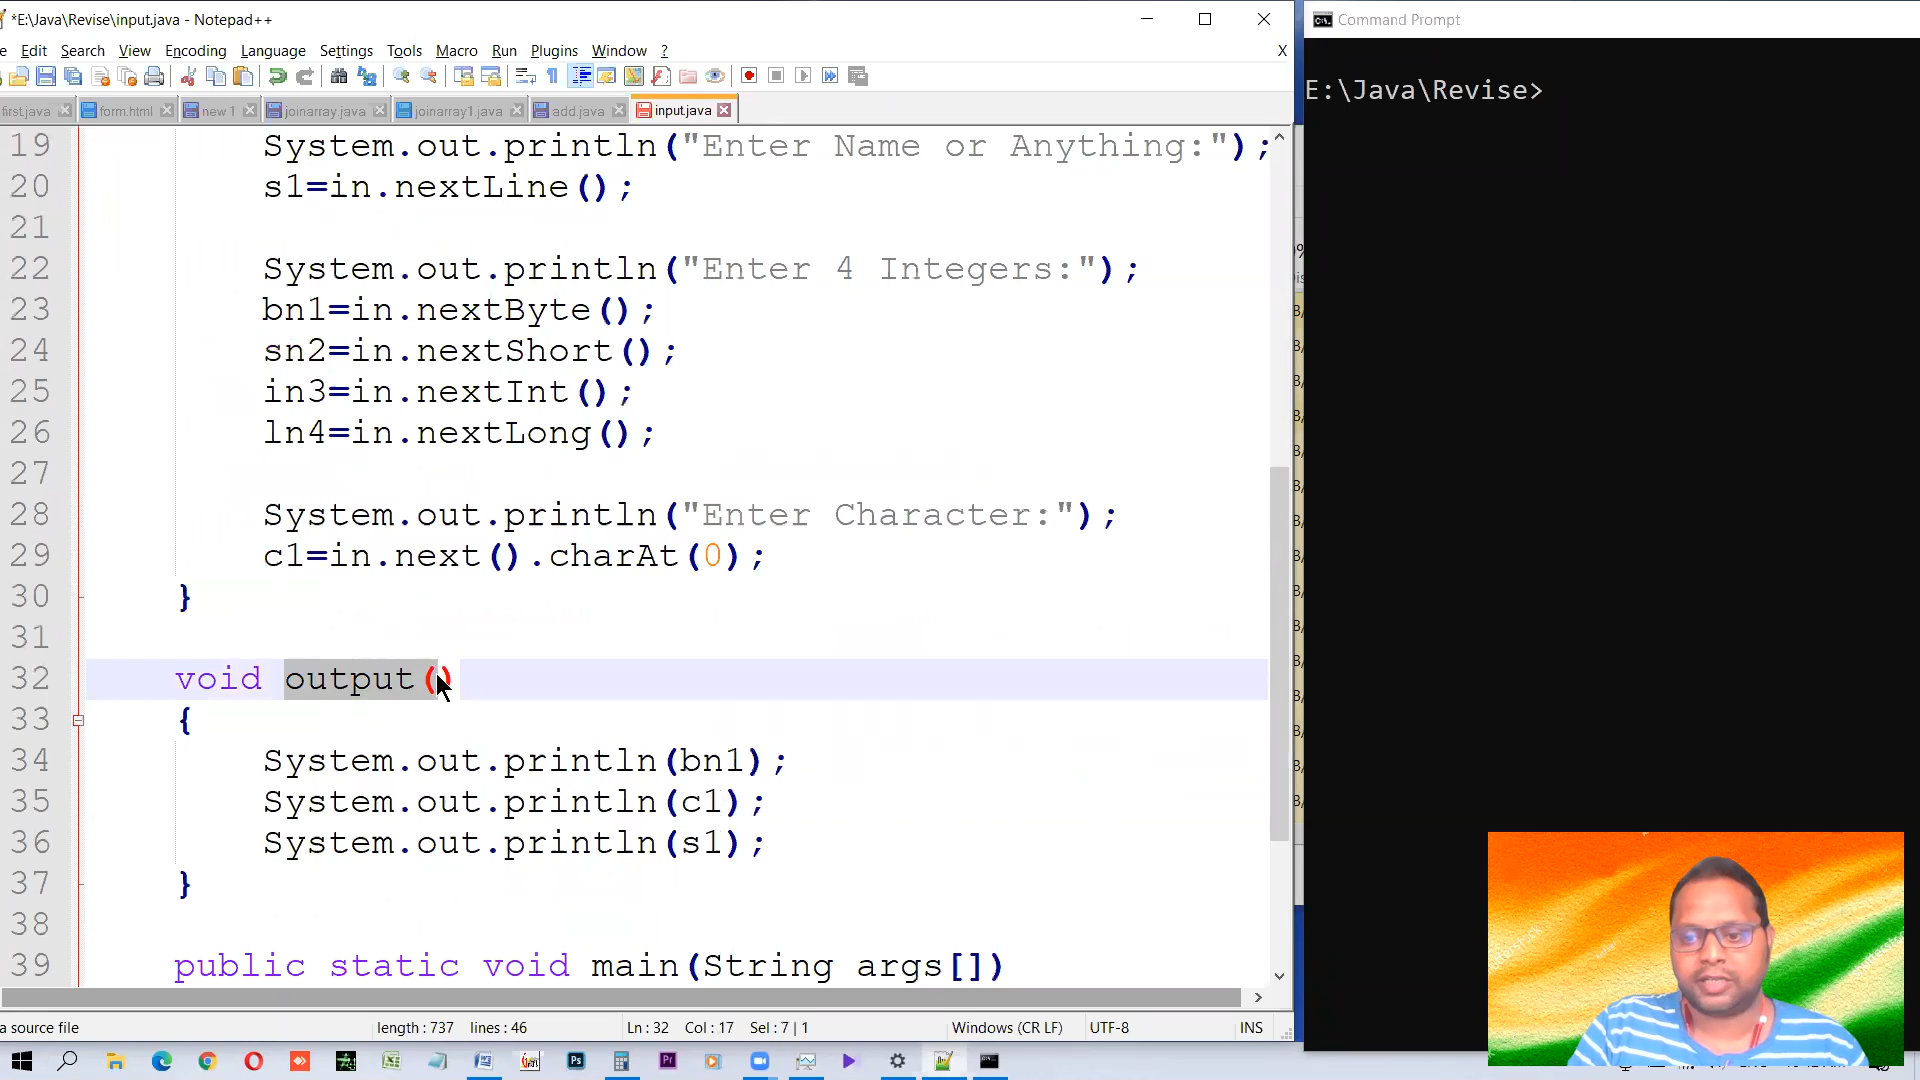 *E:\Java\Revise\input.java - Notepad++
Edit Search View Encoding Language Settings Tools Macro Run Plugins Window ? X
first.java form.html new 1 joinarray.java joinarray1.java add.java input.java
19 System.out.println("Enter Name or Anything:");
20 s1=in.nextLine();
21
22 System.out.println("Enter 4 Integers:");
23 bn1=in.nextByte();
24 sn2=in.nextShort();
25 in3=in.nextInt();
26 ln4=in.nextLong();
27
28 System.out.println("Enter Character:");
29 c1=in.next().charAt(0);
30 }
31
32 void output()
33 {
34 System.out.println(bn1);
35 System.out.println(c1);
36 System.out.println(s1);
37 }
38
39 public static void main(String args[])
a source file length : 737 lines : 46 Ln : 32 Col : 17 Sel : 7 | 1 Windows (CR LF) UTF-8 INS
Command Prompt
E:\Java\Revise>